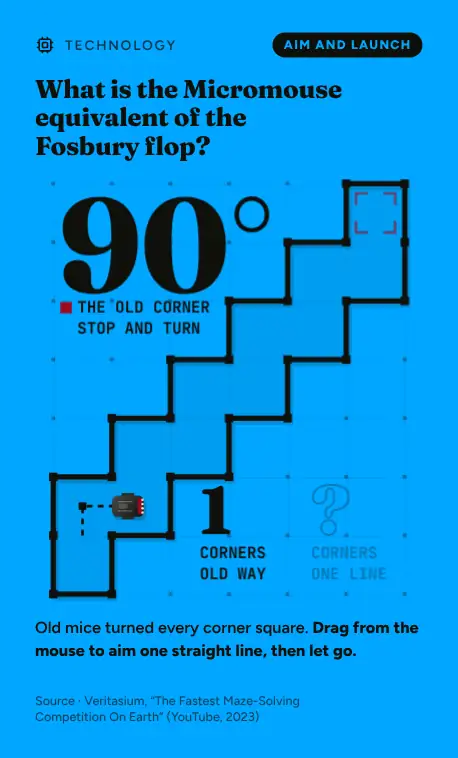 TECHNOLOGY
AIM AND LAUNCH
What is the Micromouse
equivalent of the
Fosbury flop?
90°
THE OLD CORNER
STOP AND TURN
1
CORNERS
OLD WAY
?
CORNERS
ONE LINE
Old mice turned every corner square. Drag from the
mouse to aim one straight line, then let go.
Source · Veritasium, “The Fastest Maze-Solving
Competition On Earth” (YouTube, 2023)